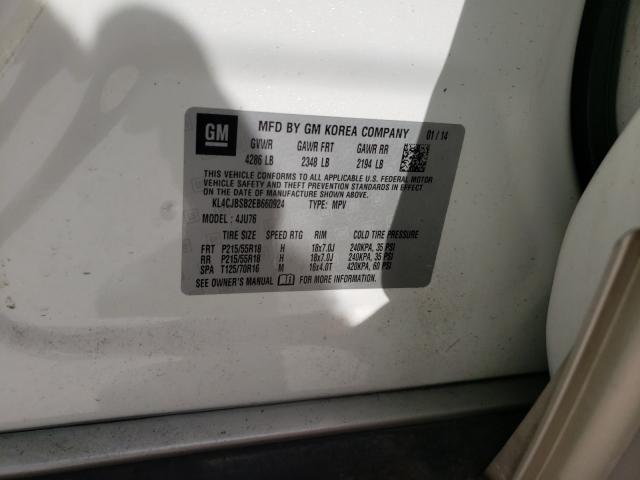 GM MFD BY GM KOREA COMPANY 01/14
GVWR GAWR FRT GAWR RR
4286 LB 2348 LB 2194 LB
THIS VEHICLE CONFORMS TO ALL APPLICABLE U.S. FEDERAL MOTOR
VEHICLE SAFETY AND THEFT PREVENTION STANDARDS IN EFFECT ON
THE DATE OF MANUFACTURE SHOWN ABOVE.
KL4CJBSB2EB660924 TYPE: MPV
MODEL: 4JU76
TIRE SIZE SPEED RTG RIM COLD TIRE PRESSURE
FRT P215/55R18 H 18x7.0J 240KPA, 35 PSI
RR P215/55R18 H 18x7.0J 240KPA, 35 PSI
SPA T125/70R16 M 16x4.0T 420KPA, 60 PSI
SEE OWNER'S MANUAL FOR MORE INFORMATION.